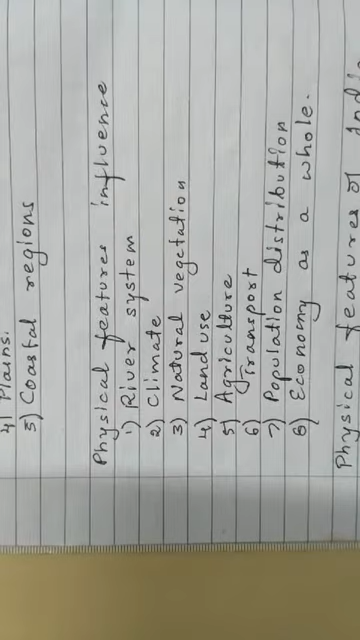 4) Plains.
5) Coastal regions
Physical features influence
1) River system
2) Climate
3) Natural vegetation
4) Land use
5) Agriculture
6) Transport
7) Population distribution
8) Economy as a whole.
Physical features of